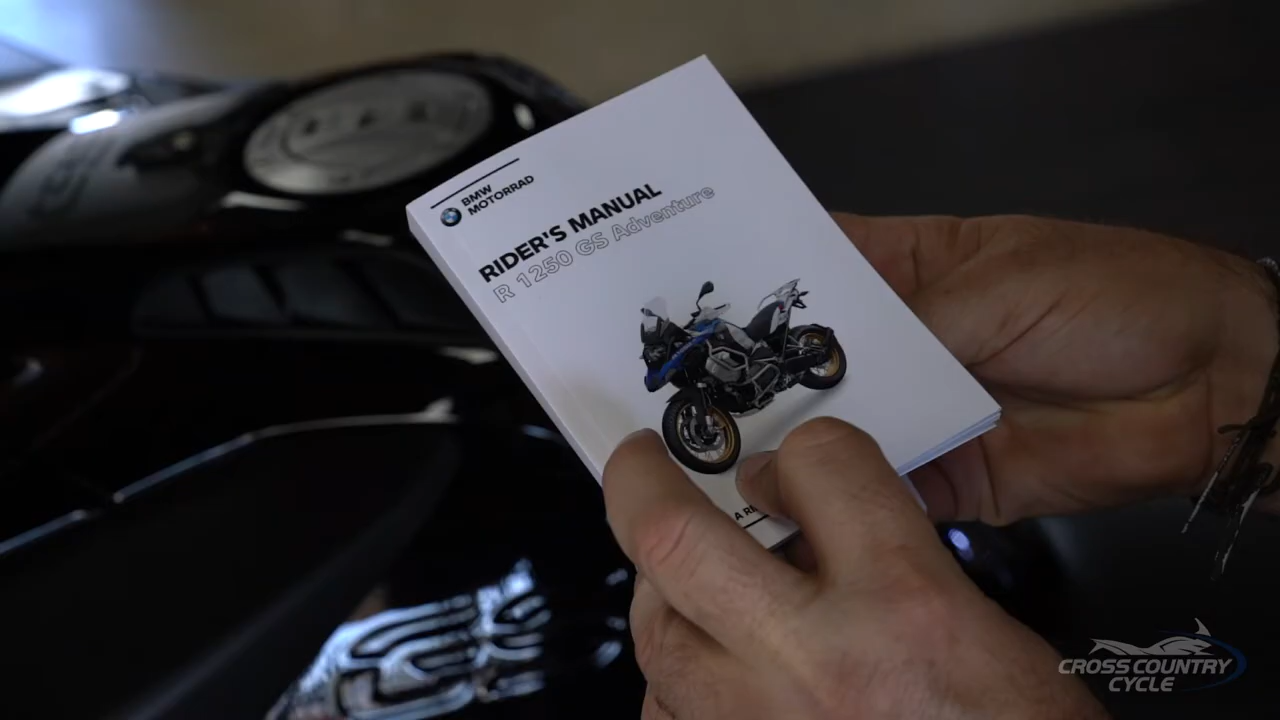 BMW
MOTORRAD
RIDER'S MANUAL
R 1250 GS Adventure
CROSS COUNTRY
CYCLE